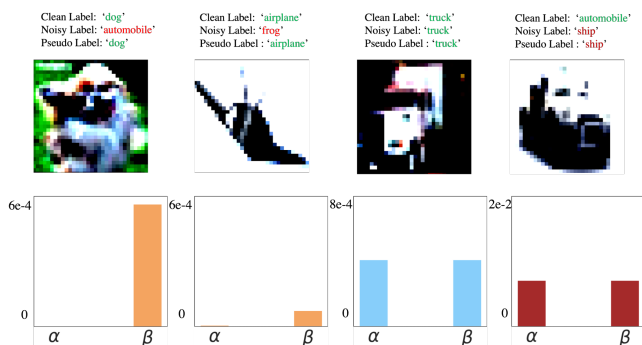 Clean Label: 'dog'
Noisy Label: 'automobile'
Pseudo Label: 'dog'
Clean Label: 'airplane'
Noisy Label: 'frog'
Pseudo Label : 'airplane'
Clean Label: 'truck'
Noisy Label: 'truck'
Pseudo Label : 'truck'
Clean Label: 'automobile'
Noisy Label: 'ship'
Pseudo Label : 'ship'
6e-4
0
α β
6e-4
0
α β
8e-4
0
α β
2e-2
0
α β